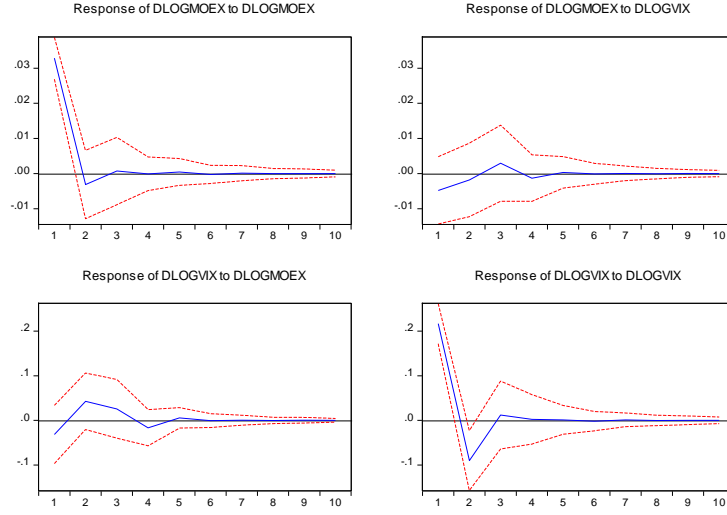 Response of DLOGMOEX to DLOGMOEX
.03
.02
.01
.00
-.01
1 2 3 4 5 6 7 8 9 10
Response of DLOGMOEX to DLOGVIX
.03
.02
.01
.00
-.01
1 2 3 4 5 6 7 8 9 10
Response of DLOGVIX to DLOGMOEX
.2
.1
.0
-.1
1 2 3 4 5 6 7 8 9 10
Response of DLOGVIX to DLOGVIX
.2
.1
.0
-.1
1 2 3 4 5 6 7 8 9 10